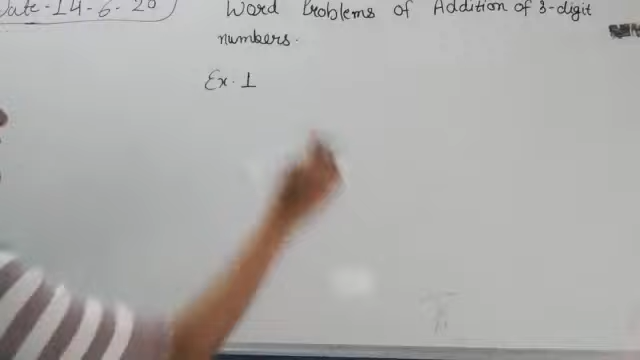 Date - 14-6-20
Word Problems of Addition of 3-digit
numbers.
Ex. 1